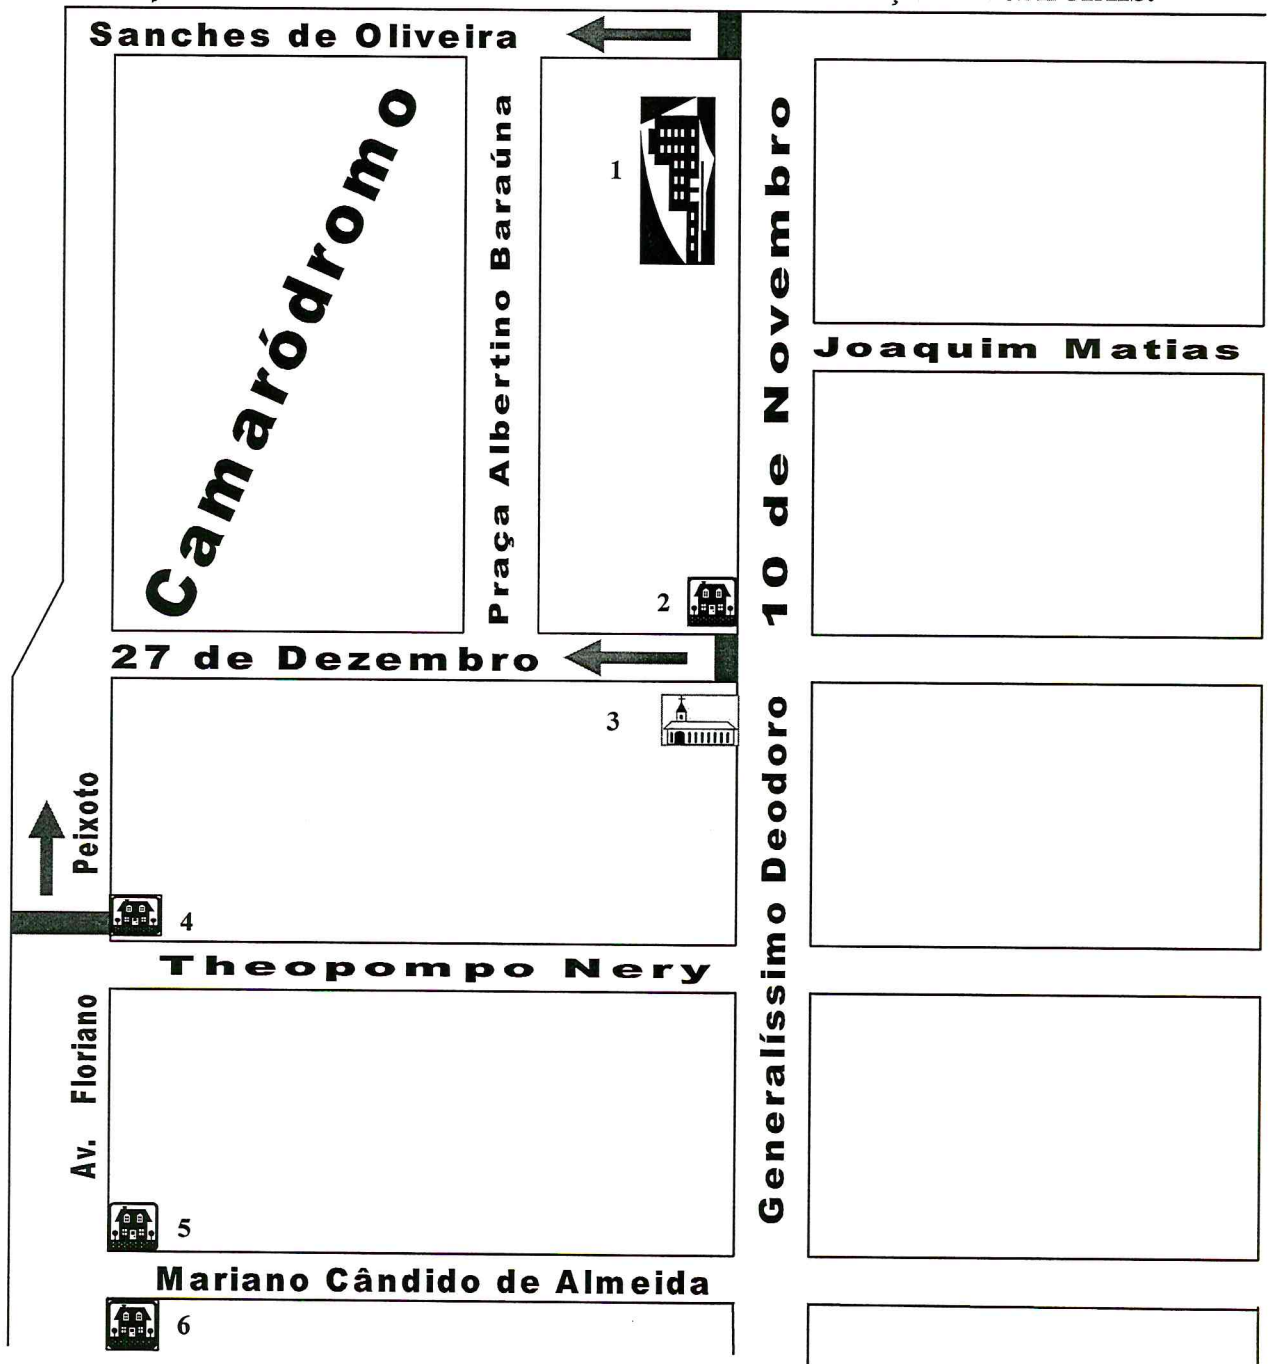 Sanches de Oliveira
Camaródromo
Praça Albertino Baraúna
1
10 de Novembro
Joaquim Matias
2
27 de Dezembro
3
Generalíssimo Deodoro
Av. Floriano Peixoto
4
Theopompo Nery
5
Mariano Cândido de Almeida
6